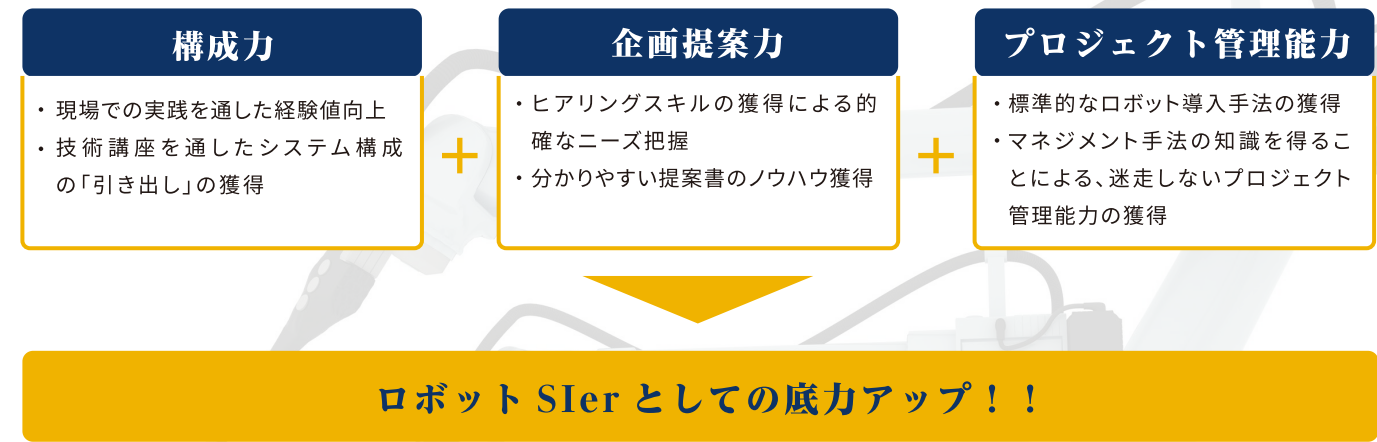 構成力
・現場での実践を通した経験値向上
・技術講座を通したシステム構成
の「引き出し」の獲得
+
企画提案力
・ヒアリングスキルの獲得による的
確なニーズ把握
・分かりやすい提案書のノウハウ獲得
+
プロジェクト管理能力
・標準的なロボット導入手法の獲得
・マネジメント手法の知識を得るこ
とによる、迷走しないプロジェクト
管理能力の獲得
ロボットSIerとしての底力アップ！！